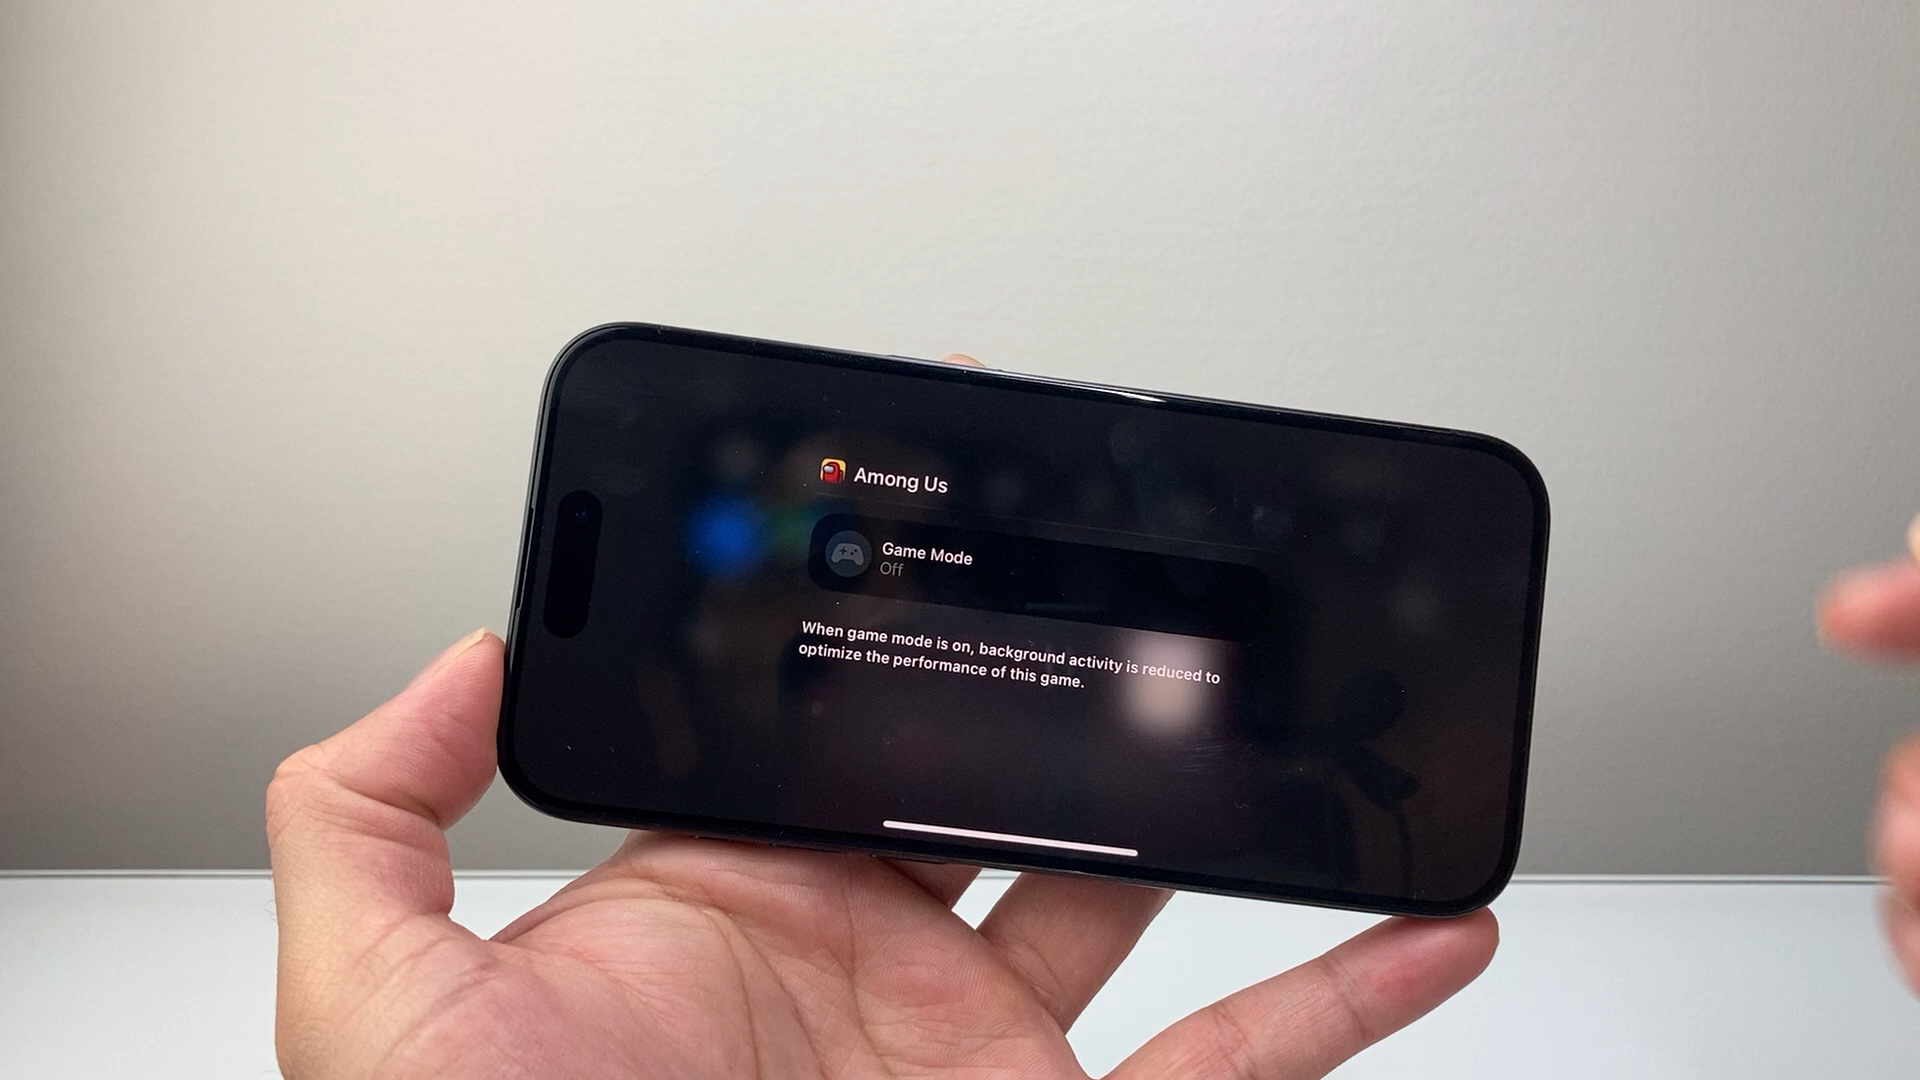 Among Us
Game Mode
Off
When game mode is on, background activity is reduced to
optimize the performance of this game.